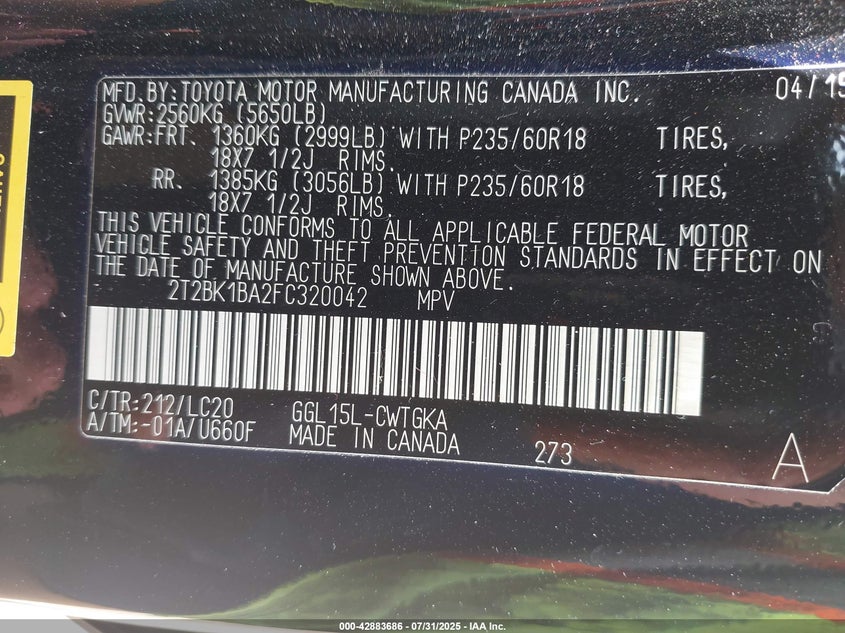 MFD.BY:TOYOTA MOTOR MANUFACTURING CANADA INC. 04/15
GVWR:2560KG (5650LB)
GAWR:FRT. 1360KG (2999LB) WITH P235/60R18 TIRES,
18X7 1/2J RIMS.
RR. 1385KG (3056LB) WITH P235/60R18 TIRES,
18X7 1/2J RIMS.
THIS VEHICLE CONFORMS TO ALL APPLICABLE FEDERAL MOTOR
VEHICLE SAFETY AND THEFT PREVENTION STANDARDS IN EFFECT ON
THE DATE OF MANUFACTURE SHOWN ABOVE.
2T2BK1BA2FC320042 MPV
C/TR:212/LC20 GGL15L-CWTGKA
A/TM:-01A/U660F MADE IN CANADA 273 A
000-42883686 - 07/31/2025 - IAA Inc.